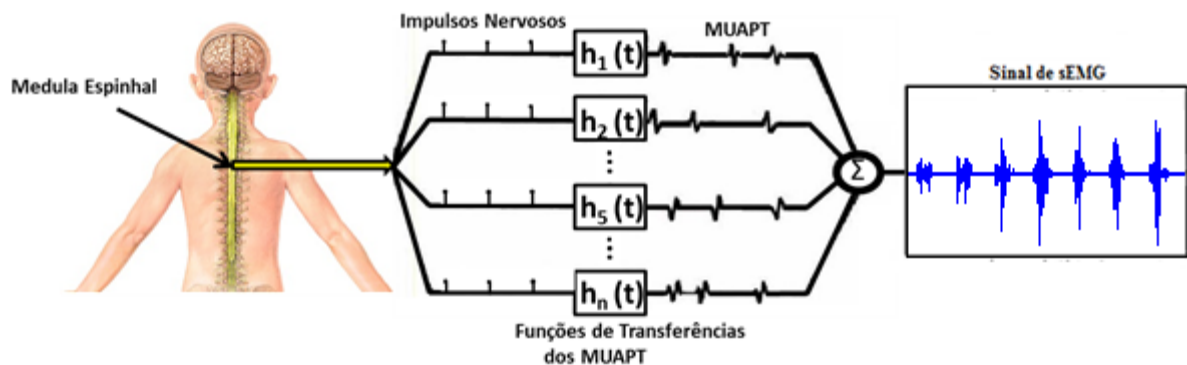 Impulsos Nervosos
MUAPT
Medula Espinhal
Sinal de sEMG
h1 (t)
h2 (t)
h5 (t)
hn (t)
Σ
Funções de Transferências
dos MUAPT